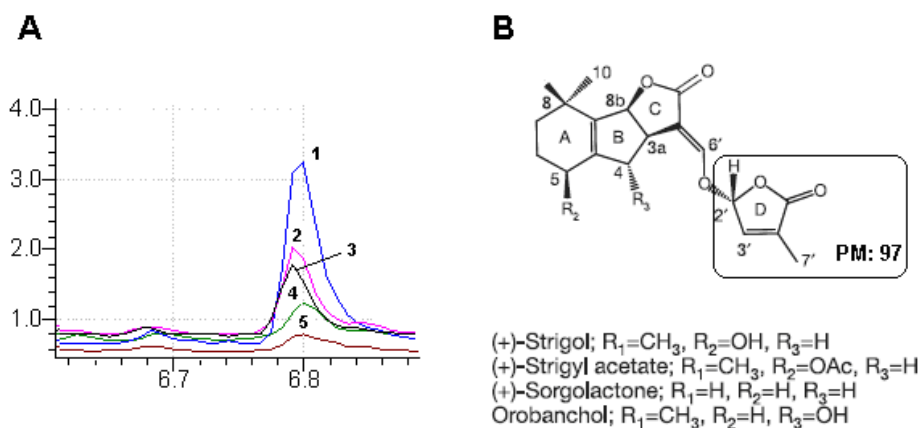 A
4.0
3.0
2.0
1.0
6.7
6.8
1
2
3
4
5
B
10
O
O
8
8b
C
A
B
3a
6'
5
4
R2
R3
H
O
O
O
2'
D
3'
7'
PM: 97
(+)-Strigol; R1=CH3, R2=OH, R3=H
(+)-Strigyl acetate; R1=CH3, R2=OAc, R3=H
(+)-Sorgolactone; R1=H, R2=H, R3=H
Orobanchol; R1=CH3, R2=H, R3=OH